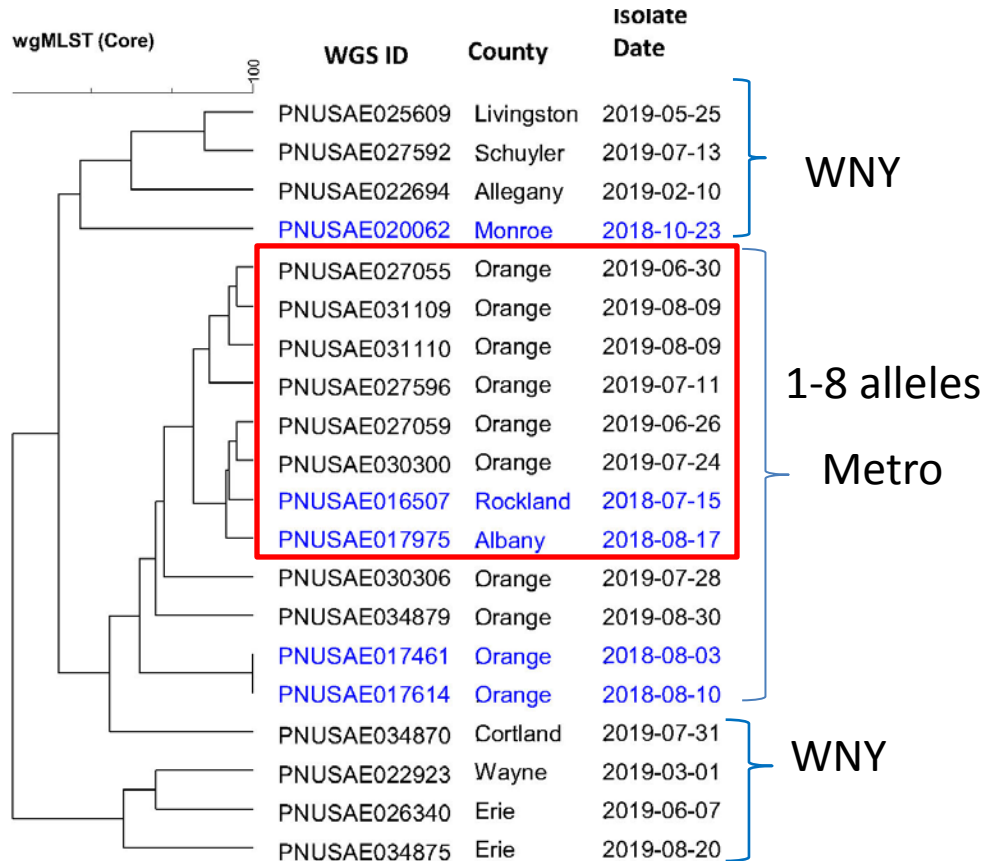 Isolate
wgMLST (Core) WGS ID County Date
100
PNUSAE025609 Livingston 2019-05-25
PNUSAE027592 Schuyler 2019-07-13
WNY
PNUSAE022694 Allegany 2019-02-10
PNUSAE020062 Monroe 2018-10-23
PNUSAE027055 Orange 2019-06-30
PNUSAE031109 Orange 2019-08-09
PNUSAE031110 Orange 2019-08-09
1-8 alleles
PNUSAE027596 Orange 2019-07-11
PNUSAE027059 Orange 2019-06-26
PNUSAE030300 Orange 2019-07-24
Metro
PNUSAE016507 Rockland 2018-07-15
PNUSAE017975 Albany 2018-08-17
PNUSAE030306 Orange 2019-07-28
PNUSAE034879 Orange 2019-08-30
PNUSAE017461 Orange 2018-08-03
PNUSAE017614 Orange 2018-08-10
PNUSAE034870 Cortland 2019-07-31
WNY
PNUSAE022923 Wayne 2019-03-01
PNUSAE026340 Erie 2019-06-07
PNUSAE034875 Erie 2019-08-20